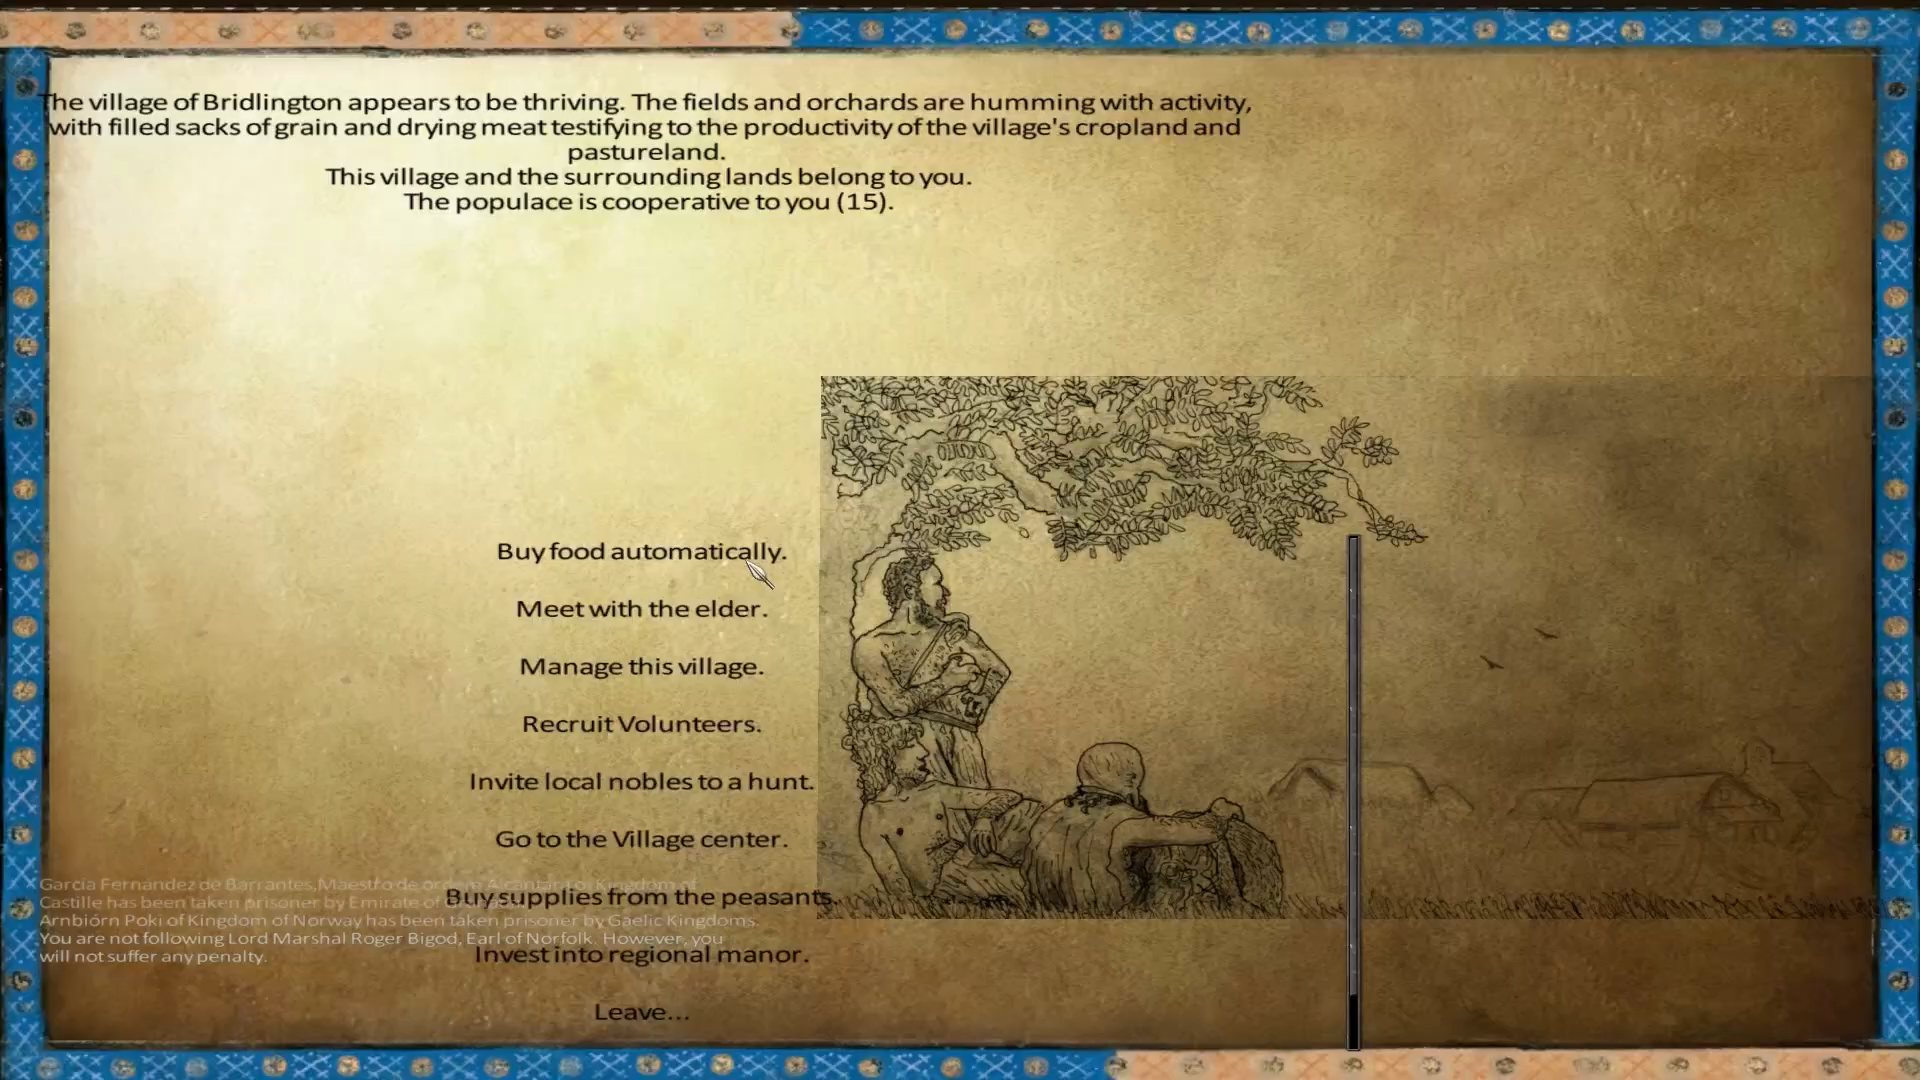 The village of Bridlington appears to be thriving. The fields and orchards are humming with activity,
with filled sacks of grain and drying meat testifying to the productivity of the village's cropland and
pastureland.
This village and the surrounding lands belong to you.
The populace is cooperative to you (15).
Buy food automatically.
Meet with the elder.
Manage this village.
Recruit Volunteers.
Invite local nobles to a hunt.
Go to the Village center.
Buy supplies from the peasants.
Invest into regional manor.
Leave...
García Fernández de Barrantes, Maestro de
Castille has been taken prisoner by Emirate of
Arnbiórn Poki of Kingdom of Norway has been taken prisoner by Gaelic Kingdoms.
You are not following Lord Marshal Roger Bigod, Earl of Norfolk. However, you
will not suffer any penalty.